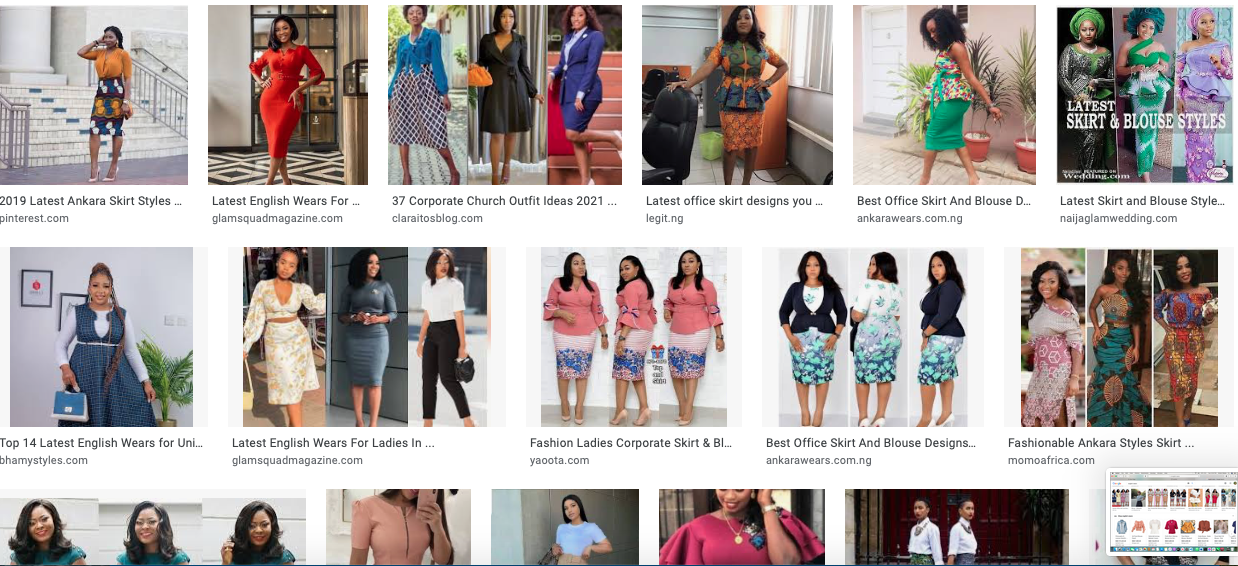 LATEST
SKIRT & BLOUSE STYLES
Wedding.com
2019 Latest Ankara Skirt Styles ...
pinterest.com
Latest English Wears For ...
glamsquadmagazine.com
37 Corporate Church Outfit Ideas 2021 ...
claraitosblog.com
Latest office skirt designs you ...
legit.ng
Best Office Skirt And Blouse D...
ankarawears.com.ng
Latest Skirt and Blouse Style...
naijaglamwedding.com
Top
and
Skirt
Top 14 Latest English Wears for Uni...
bhamystyles.com
Latest English Wears For Ladies In ...
glamsquadmagazine.com
Fashion Ladies Corporate Skirt & Bl...
yaoota.com
Best Office Skirt And Blouse Designs...
ankarawears.com.ng
Fashionable Ankara Styles Skirt ...
momoafrica.com